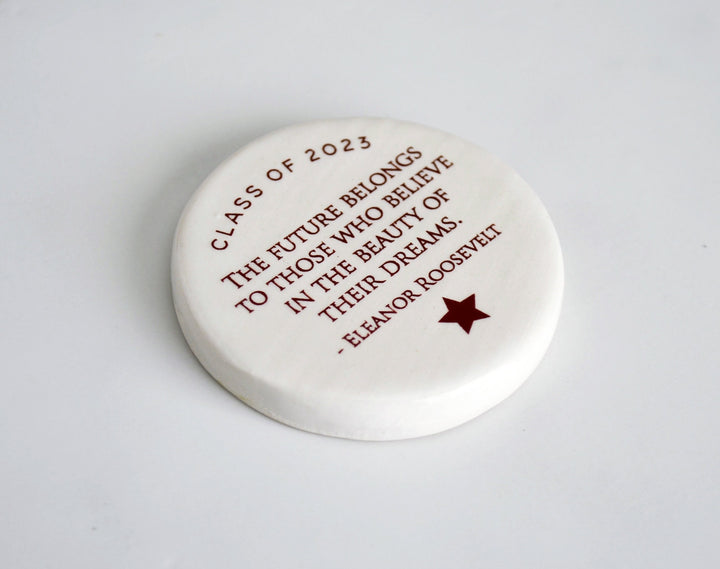 CLASS OF 2023
THE FUTURE BELONGS
TO THOSE WHO BELIEVE
IN THE BEAUTY OF
THEIR DREAMS.
- ELEANOR ROOSEVELT